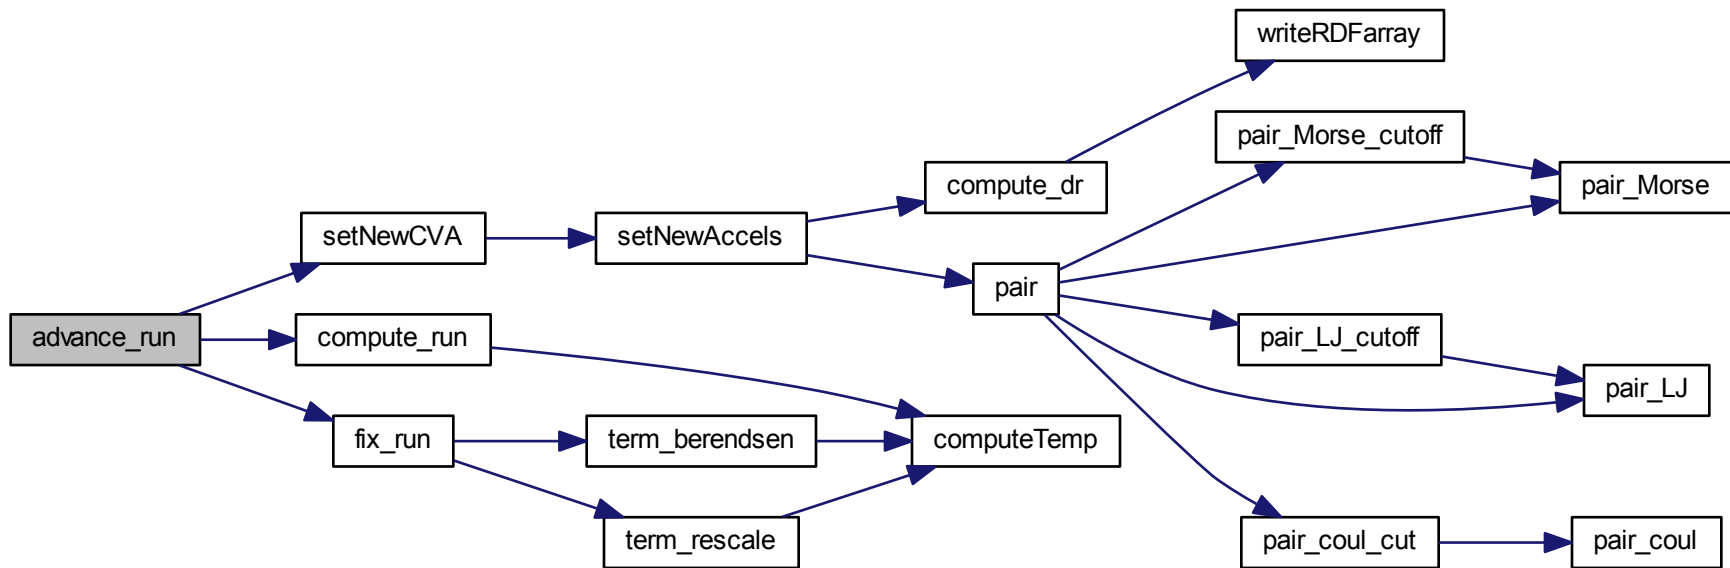 writeRDFarray
pair_Morse_cutoff
compute_dr
pair_Morse
setNewCVA
setNewAccels
pair
advance_run
compute_run
pair_LJ_cutoff
pair_LJ
fix_run
term_berendsen
computeTemp
term_rescale
pair_coul_cut
pair_coul